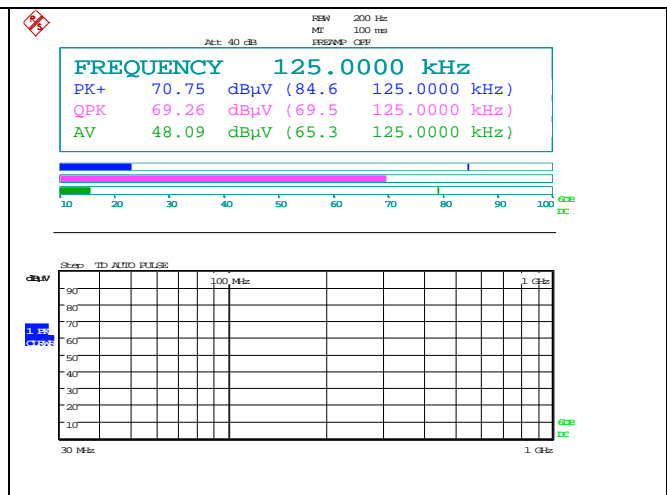 RBW 200 Hz
MT 100 ms
Att 40 dB PREAMP OFF
FREQUENCY 125.0000 kHz
PK+ 70.75 dBµV (84.6 125.0000 kHz)
QPK 69.26 dBµV (69.5 125.0000 kHz)
AV 48.09 dBµV (65.3 125.0000 kHz)
10 20 30 40 50 60 70 80 90 100
6DB
DC
Step TD AUTO PULSE
dBµV
100 MHz 1 GHz
90
80
70
1 PK
60
50
40
30
20
10
6DB
DC
30 MHz 1 GHz